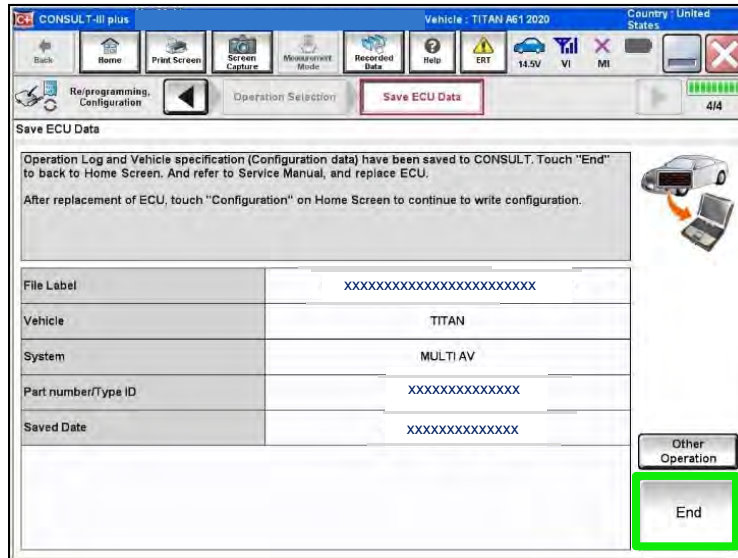 CONSULT-III plus
Vehicle : TITAN A61 2020
Country : United States
Back
Home
Print Screen
Screen Capture
Measurement Mode
Recorded Data
Help
ERT
14.5V
VI
MI
Re/programming, Configuration
Operation Selection
Save ECU Data
4/4
Save ECU Data
Operation Log and Vehicle specification (Configuration data) have been saved to CONSULT. Touch "End"
to back to Home Screen. And refer to Service Manual, and replace ECU.
After replacement of ECU, touch "Configuration" on Home Screen to continue to write configuration.
File Label
XXXXXXXXXXXXXXXXXXXXXXXX
Vehicle
TITAN
System
MULTI AV
Part number/Type ID
XXXXXXXXXXXXXX
Saved Date
XXXXXXXXXXXXXX
Other
Operation
End